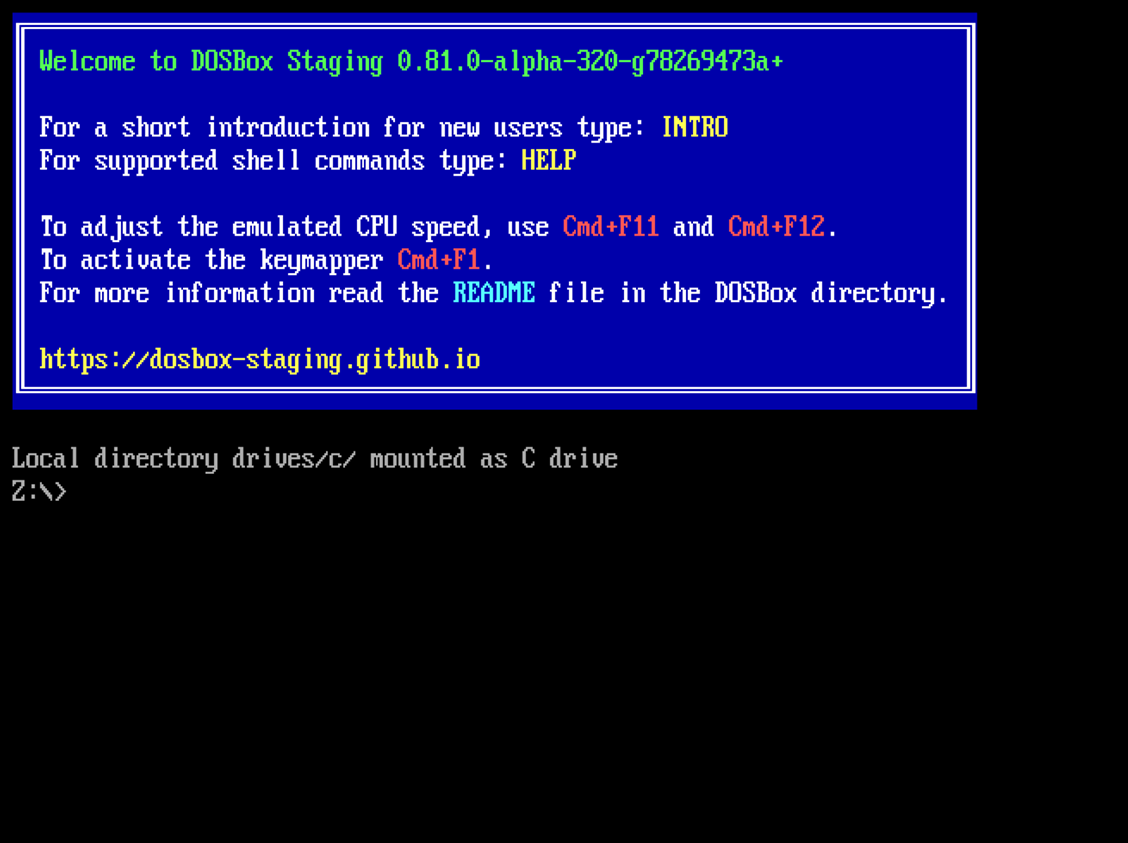 Welcome to DOSBox Staging 0.81.0-alpha-320-g78269473a+
For a short introduction for new users type: INTRO
For supported shell commands type: HELP
To adjust the emulated CPU speed, use Cmd+F11 and Cmd+F12.
To activate the keymapper Cmd+F1.
For more information read the README file in the DOSBox directory.
https://dosbox-staging.github.io
Local directory drives/c/ mounted as C drive
Z:\>